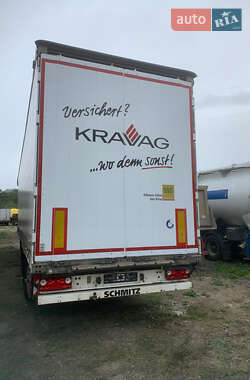 AUTO RIA
Versichert?
KRAVAG
...wo denn sonst!
SCHMITZ